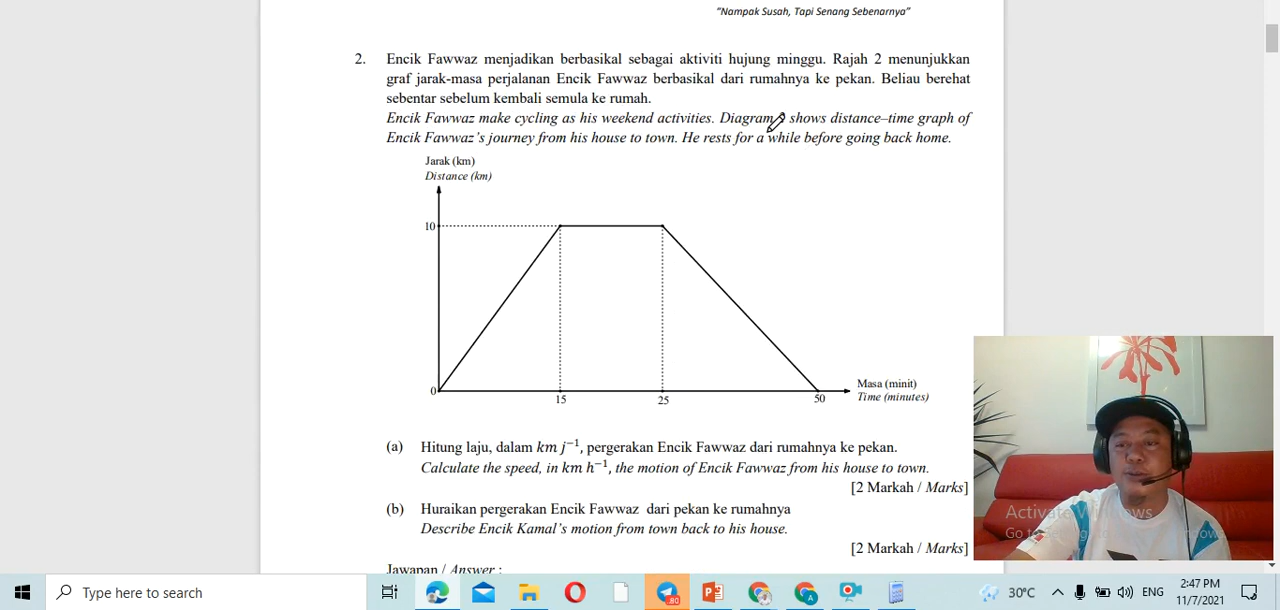 "Nampak Susah, Tapi Senang Sebenarnya"
2. Encik Fawwaz menjadikan berbasikal sebagai aktiviti hujung minggu. Rajah 2 menunjukkan
graf jarak-masa perjalanan Encik Fawwaz berbasikal dari rumahnya ke pekan. Beliau berehat
sebentar sebelum kembali semula ke rumah.
Encik Fawwaz make cycling as his weekend activities. Diagram shows distance–time graph of
Encik Fawwaz's journey from his house to town. He rests for a while before going back home.
Jarak (km)
Distance (km)
10
0
15
25
50
Masa (minit)
Time (minutes)
(a) Hitung laju, dalam km j⁻¹, pergerakan Encik Fawwaz dari rumahnya ke pekan.
Calculate the speed, in km h⁻¹, the motion of Encik Fawwaz from his house to town.
[2 Markah / Marks]
(b) Huraikan pergerakan Encik Fawwaz dari pekan ke rumahnya
Describe Encik Kamal's motion from town back to his house.
[2 Markah / Marks]
Jawapan / Answer :
Activate Windows
Go to
Type here to search
80
30°C
ENG
2:47 PM
11/7/2021